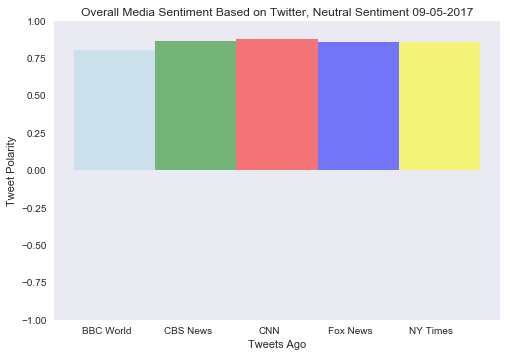 Overall Media Sentiment Based on Twitter, Neutral Sentiment 09-05-2017
1.00
0.75
0.50
0.25
0.00
−0.25
−0.50
−0.75
−1.00
Tweet Polarity
BBC World CBS News CNN Fox News NY Times
Tweets Ago